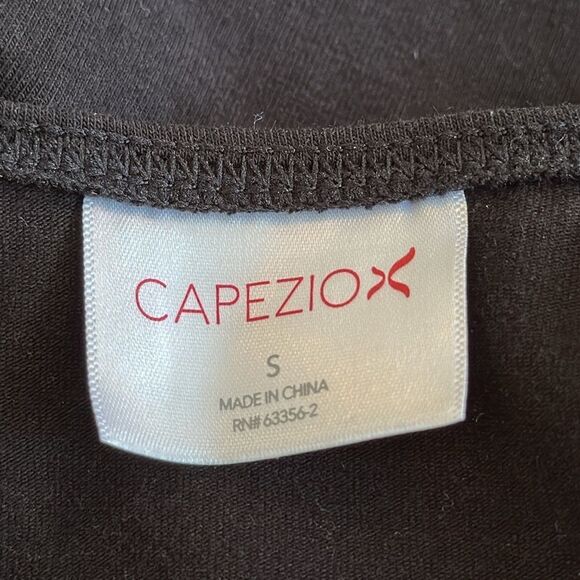 CAPEZIO
S
MADE IN CHINA
RN# 63356-2